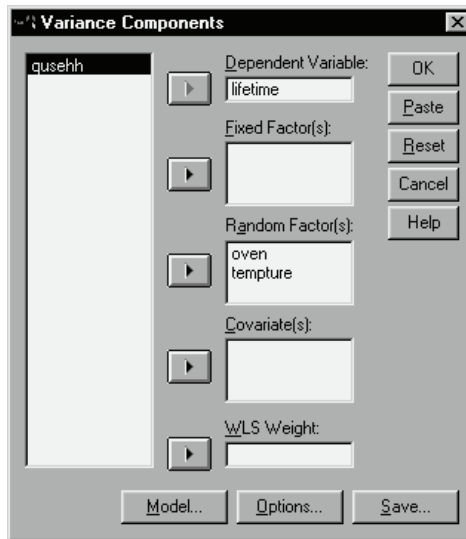 Variance Components
qusehh
Dependent Variable:
lifetime
Fixed Factor(s):
Random Factor(s):
oven
tempture
Covariate(s):
WLS Weight:
OK
Paste
Reset
Cancel
Help
Model...
Options...
Save...